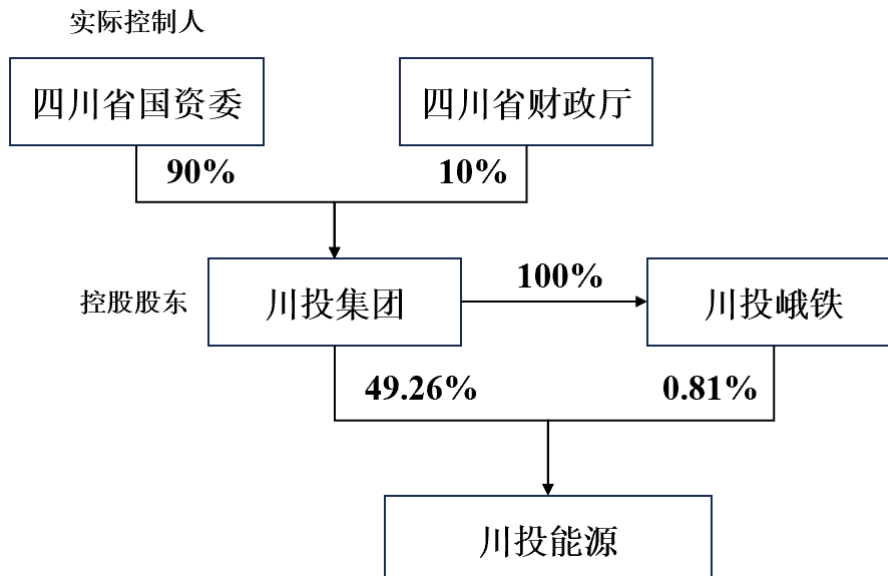 实际控制人
四川省国资委
四川省财政厅
90%
10%
控股股东
川投集团
100%
川投峨铁
49.26%
0.81%
川投能源